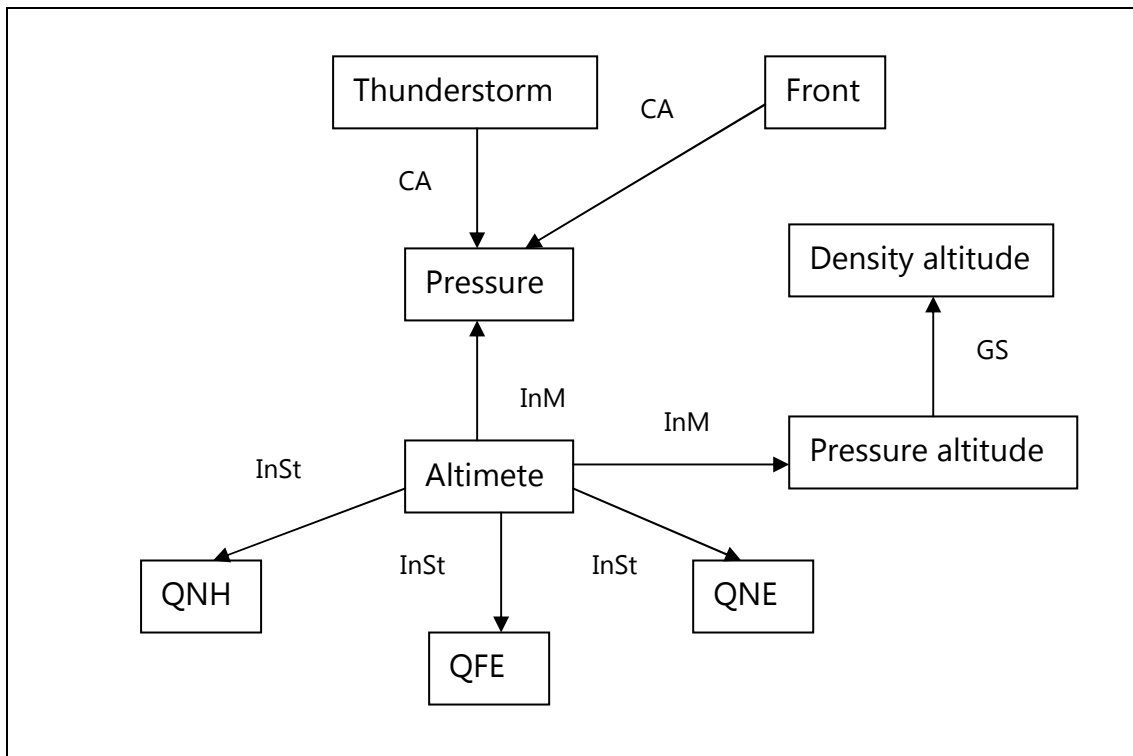 Thunderstorm
Front
CA
CA
Pressure
Density altitude
GS
InM
InM
Altimete
Pressure altitude
InSt
InSt
InSt
QNH
QNE
QFE